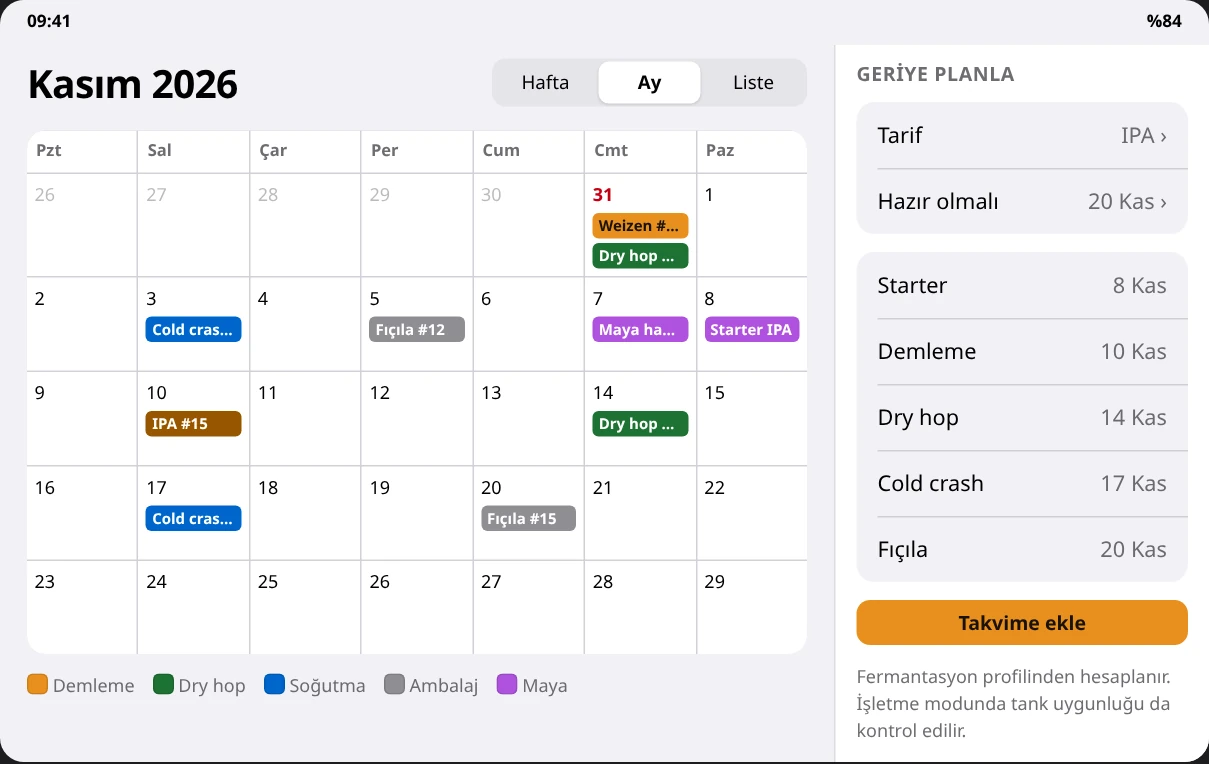 09:41
%84
Kasım 2026
Hafta
Ay
Liste
Pzt
Sal
Çar
Per
Cum
Cmt
Paz
26
27
28
29
30
31
1
Weizen #...
Dry hop ...
2
3
4
5
6
7
8
Cold cras...
Fıçıla #12
Maya ha...
Starter IPA
9
10
11
12
13
14
15
IPA #15
Dry hop ...
16
17
18
19
20
21
22
Cold cras...
Fıçıla #15
23
24
25
26
27
28
29
Demleme
Dry hop
Soğutma
Ambalaj
Maya
GERİYE PLANLA
Tarif IPA ›
Hazır olmalı 20 Kas ›
Starter 8 Kas
Demleme 10 Kas
Dry hop 14 Kas
Cold crash 17 Kas
Fıçıla 20 Kas
Takvime ekle
Fermantasyon profilinden hesaplanır.
İşletme modunda tank uygunluğu da
kontrol edilir.